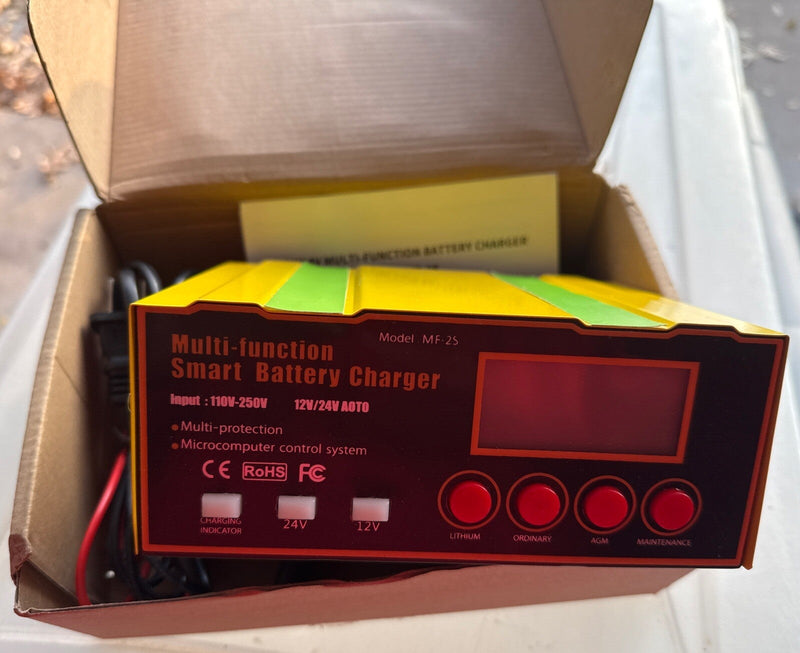 MULTI-FUNCTION BATTERY CHARGER
Model MF-2S
Multi-function
Smart Battery Charger
Input : 110V-250V 12V/24V AOTO
•Multi-protection
•Microcomputer control system
CE RoHS FC
CHARGING
INDICATOR
24V
12V
LITHIUM
ORDINARY
AGM
MAINTENANCE